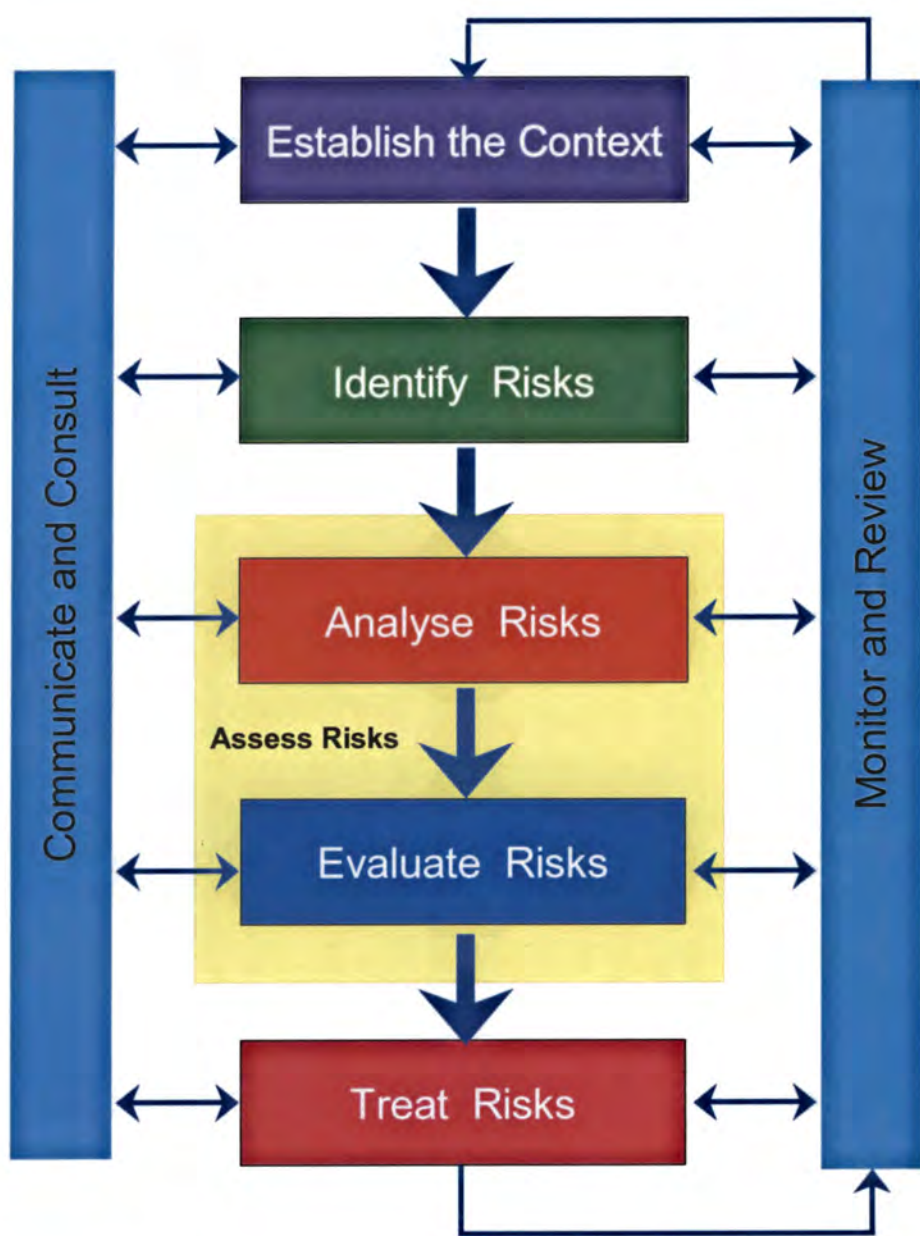 Establish the Context
Identify Risks
Analyse Risks
Assess Risks
Evaluate Risks
Treat Risks
Communicate and Consult
Monitor and Review